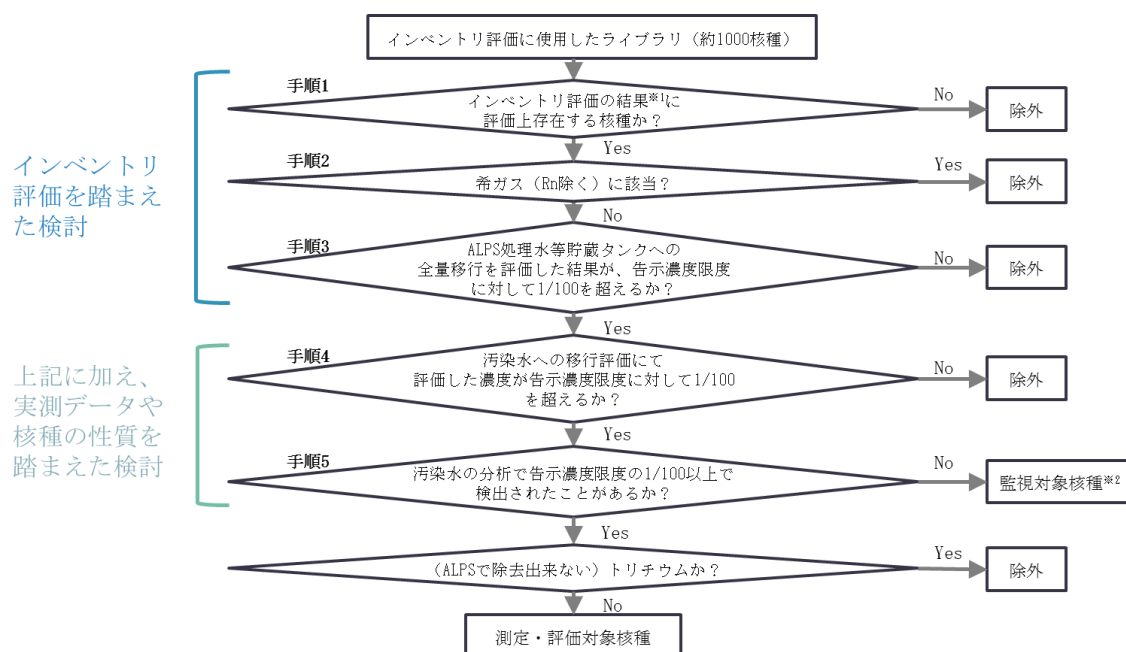 インベントリ評価に使用したライブラリ（約1000核種）
手順1
インベントリ評価の結果※1に
評価上存在する核種か？
No
除外
Yes
インベントリ
評価を踏まえ
た検討
手順2
希ガス（Rn除く）に該当？
Yes
除外
No
手順3
ALPS処理水等貯蔵タンクへの
全量移行を評価した結果が、告示濃度限度
に対して1/100を超えるか？
No
除外
Yes
上記に加え、
実測データや
核種の性質を
踏まえた検討
手順4
汚染水への移行評価にて
評価した濃度が告示濃度限度に対して1/100
を超えるか？
No
除外
Yes
手順5
汚染水の分析で告示濃度限度の1/100以上で
検出されたことがあるか？
No
監視対象核種※2
Yes
（ALPSで除去出来ない）トリチウムか？
Yes
除外
No
測定・評価対象核種